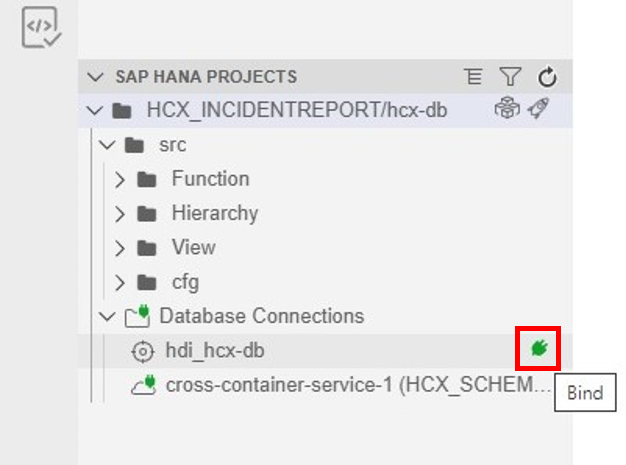 </>
SAP HANA PROJECTS
HCX_INCIDENTREPORT/hcx-db
src
Function
Hierarchy
View
cfg
Database Connections
hdi_hcx-db
cross-container-service-1 (HCX_SCHEM...
Bind